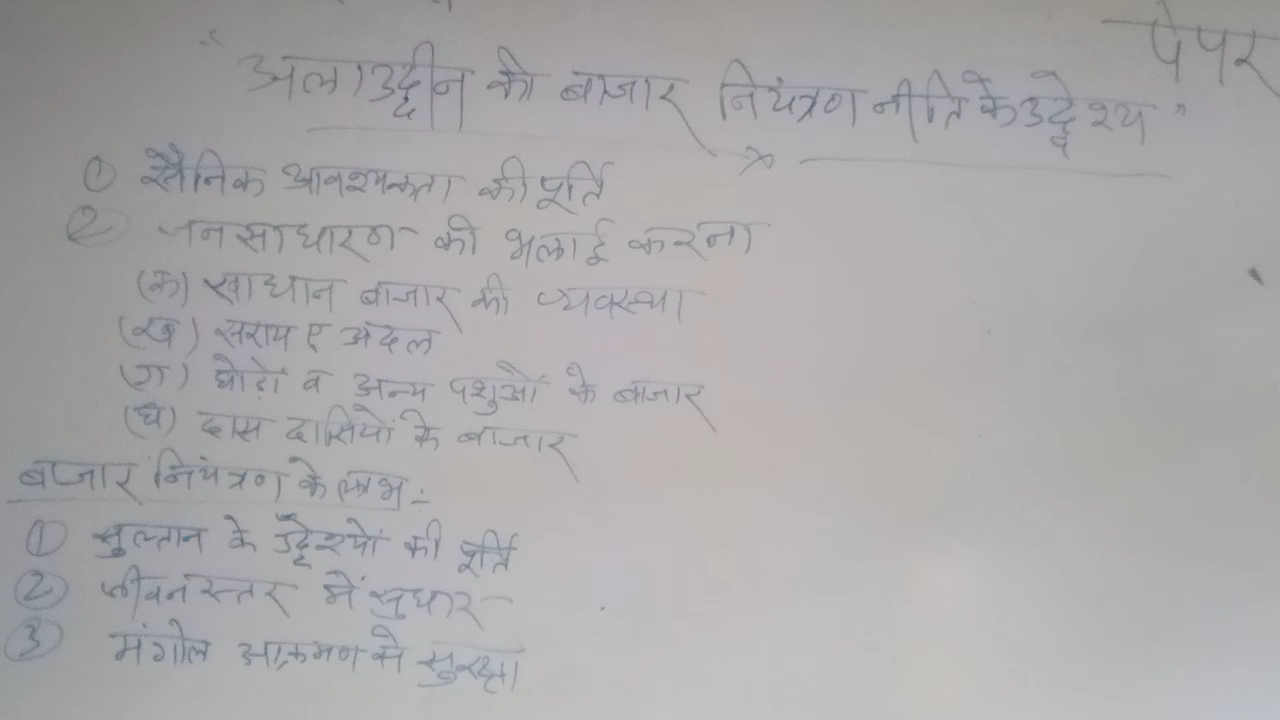 पेपर
"अलाउद्दीन की बाजार नियंत्रण नीति के उद्देश्य"
① सैनिक आवश्यकता की पूर्ति
② जनसाधारण की भलाई करना
(क) खाधान बाजार की व्यवस्था
(ख) सराय ए अदल
(ग) घोड़ों व अन्य पशुओं के बाजार
(घ) दास दासियों के बाजार
बाजार नियंत्रण के लाभ :-
① सुल्तान के उद्देश्यों की पूर्ति
② जीवन स्तर में सुधार
③ मंगोल आक्रमण से सुरक्षा